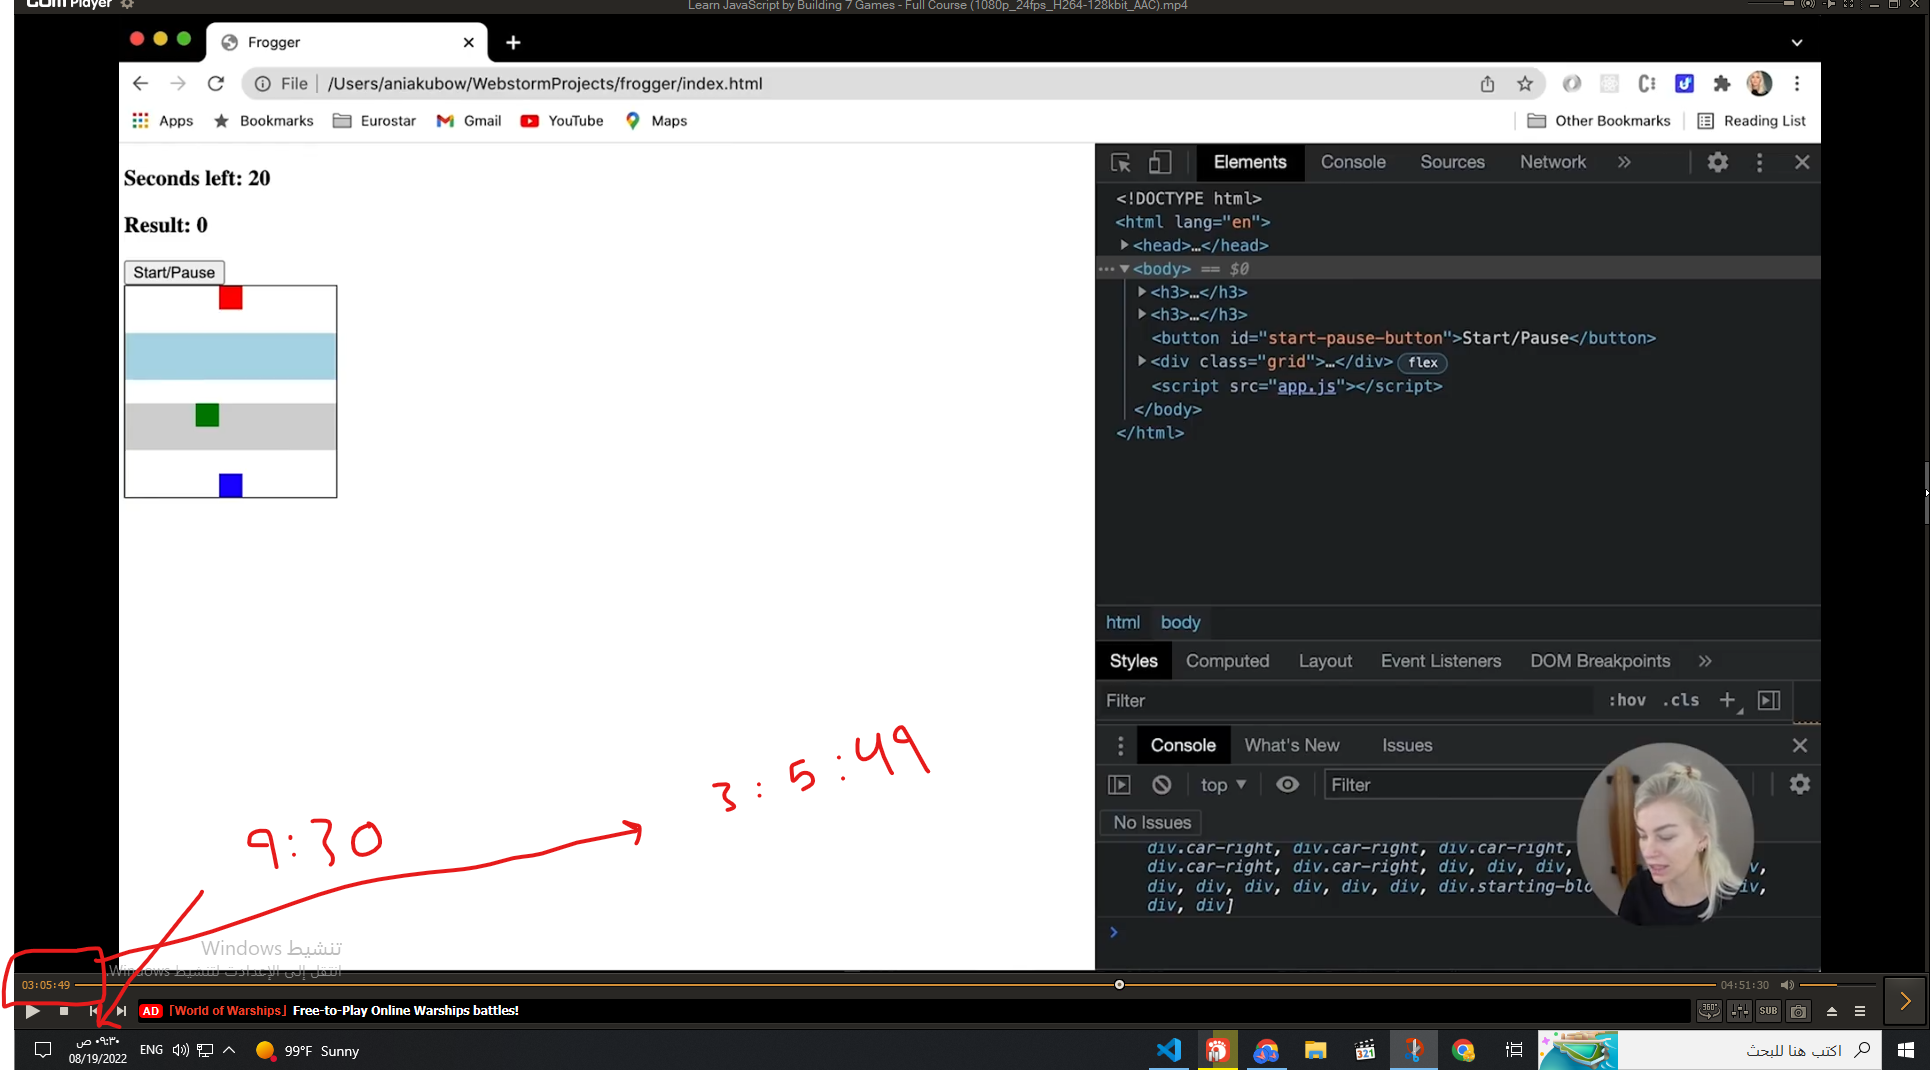 GOM Player
Learn JavaScript by Building 7 Games - Full Course (1080p_24fps_H264-128kbit_AAC).mp4
Frogger
File
/Users/aniakubow/WebstormProjects/frogger/index.html
Apps
Bookmarks
Eurostar
Gmail
YouTube
Maps
Other Bookmarks
Reading List
Seconds left: 20
Result: 0
Start/Pause
Elements Console Sources Network »
<!DOCTYPE html>
<html lang="en">
<head>…</head>
<body> == $0
<h3>…</h3>
<h3>…</h3>
<button id="start-pause-button">Start/Pause</button>
<div class="grid">…</div> flex
<script src="app.js"></script>
</body>
</html>
html body
Styles Computed Layout Event Listeners DOM Breakpoints »
Filter :hov .cls +
Console What's New Issues
top Filter
No Issues
div.car-right, div.car-right, div.car-right,
div.car-right, div.car-right, div, div, div,
div, div, div, div, div, div, div.starting-blo
div, div]
3 : 5 : 49
9:30
تنشيط Windows
انتقل إلى الإعدادات لتنشيط Windows.
03:05:49
04:51:30
AD 「World of Warships」 Free-to-Play Online Warships battles!
360°
SUB
٠٩:٣٠ ص
08/19/2022
ENG
99°F Sunny
321
اكتب هنا للبحث